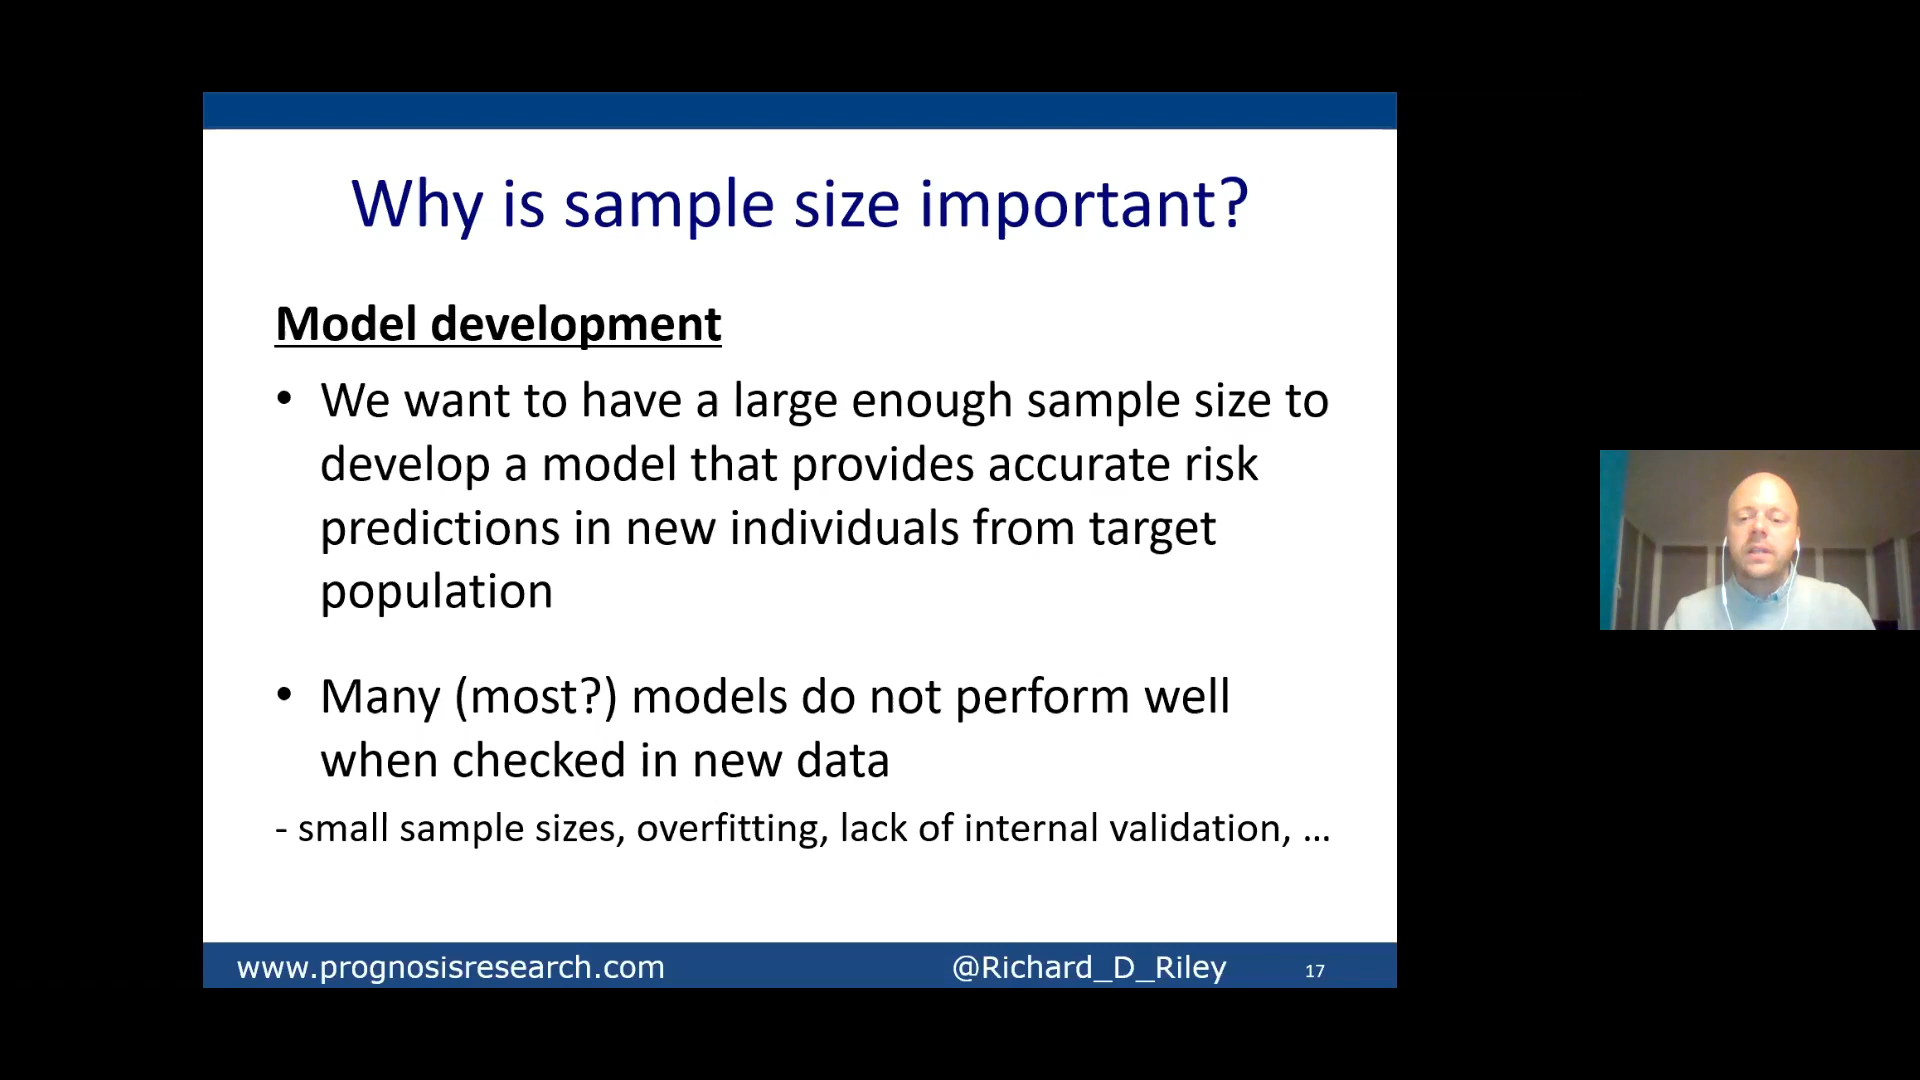 Why is sample size important?
Model development
• We want to have a large enough sample size to
develop a model that provides accurate risk
predictions in new individuals from target
population
• Many (most?) models do not perform well
when checked in new data
- small sample sizes, overfitting, lack of internal validation, ...
www.prognosisresearch.com @Richard_D_Riley 17